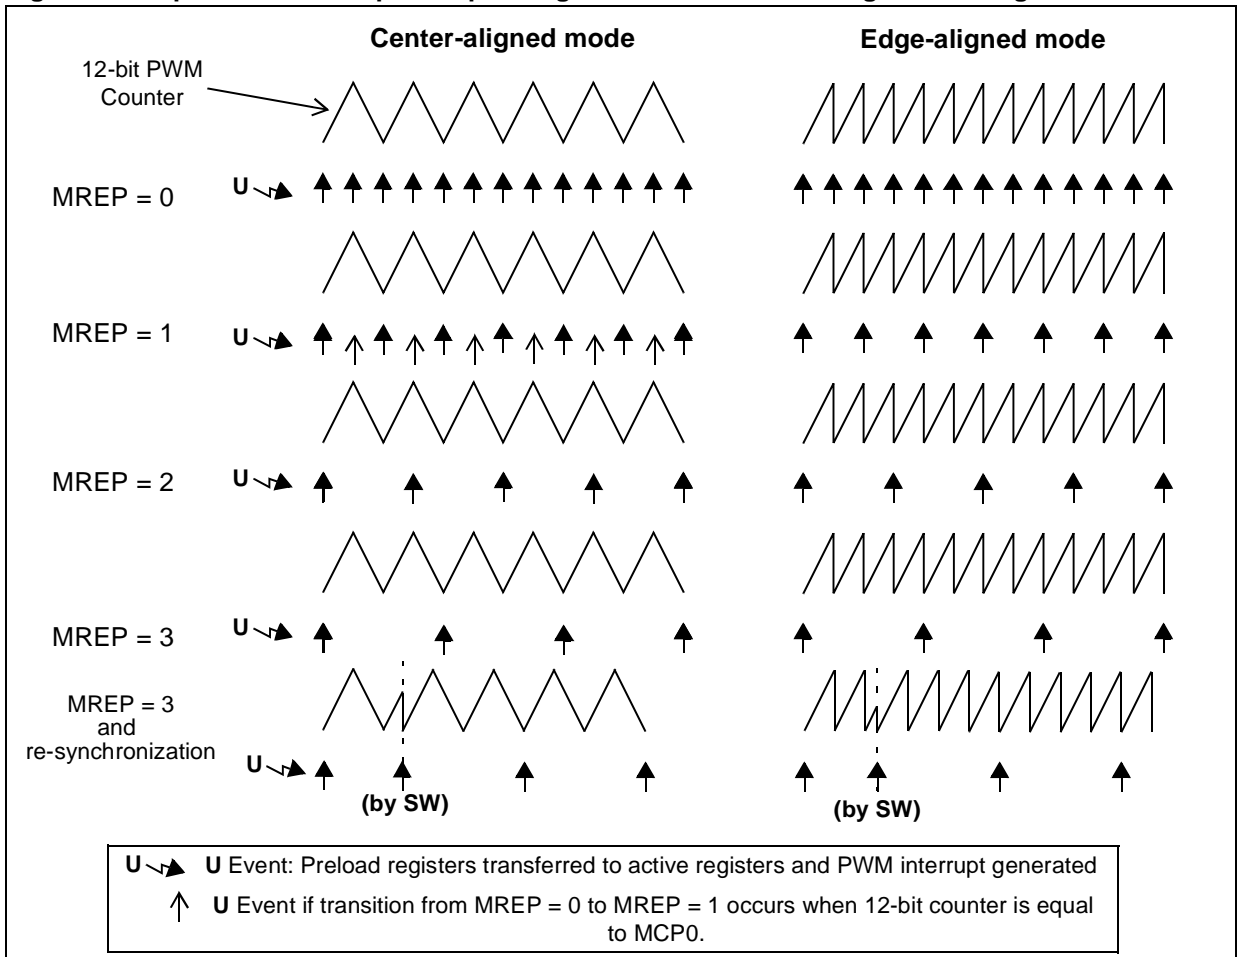 Center-aligned mode
Edge-aligned mode
12-bit PWM
Counter
MREP = 0
U
MREP = 1
U
MREP = 2
U
MREP = 3
U
MREP = 3
and
re-synchronization
U
(by SW)
(by SW)
U U Event: Preload registers transferred to active registers and PWM interrupt generated
U Event if transition from MREP = 0 to MREP = 1 occurs when 12-bit counter is equal
to MCP0.